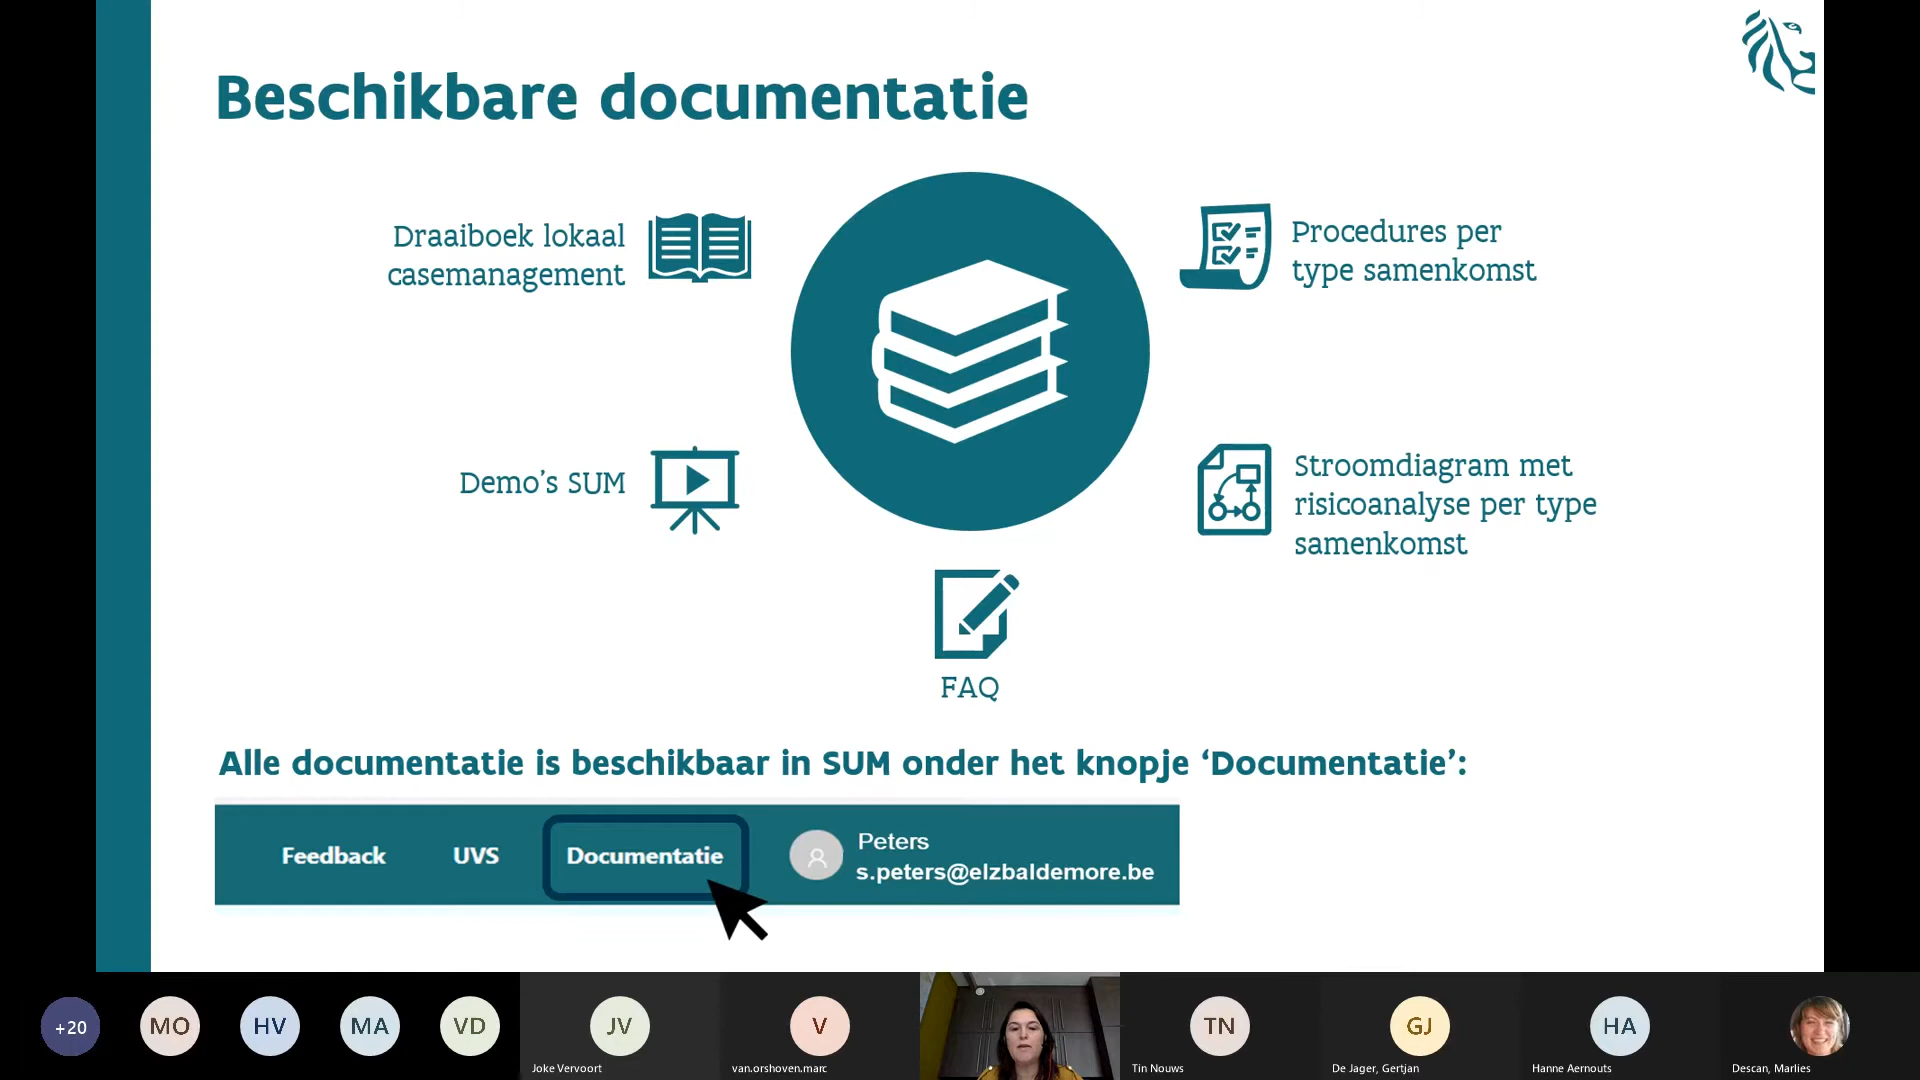 Beschikbare documentatie
Draaiboek lokaal
casemanagement
Procedures per
type samenkomst
Demo's SUM
Stroomdiagram met
risicoanalyse per type
samenkomst
FAQ
Alle documentatie is beschikbaar in SUM onder het knopje ‘Documentatie’:
Feedback UVS Documentatie Peters
s.peters@elzbaldemore.be
+20 MO HV MA VD JV V TN GJ HA
Joke Vervoort van.orshoven.marc Tin Nouws De Jager, Gertjan Hanne Aernouts Descan, Marlies